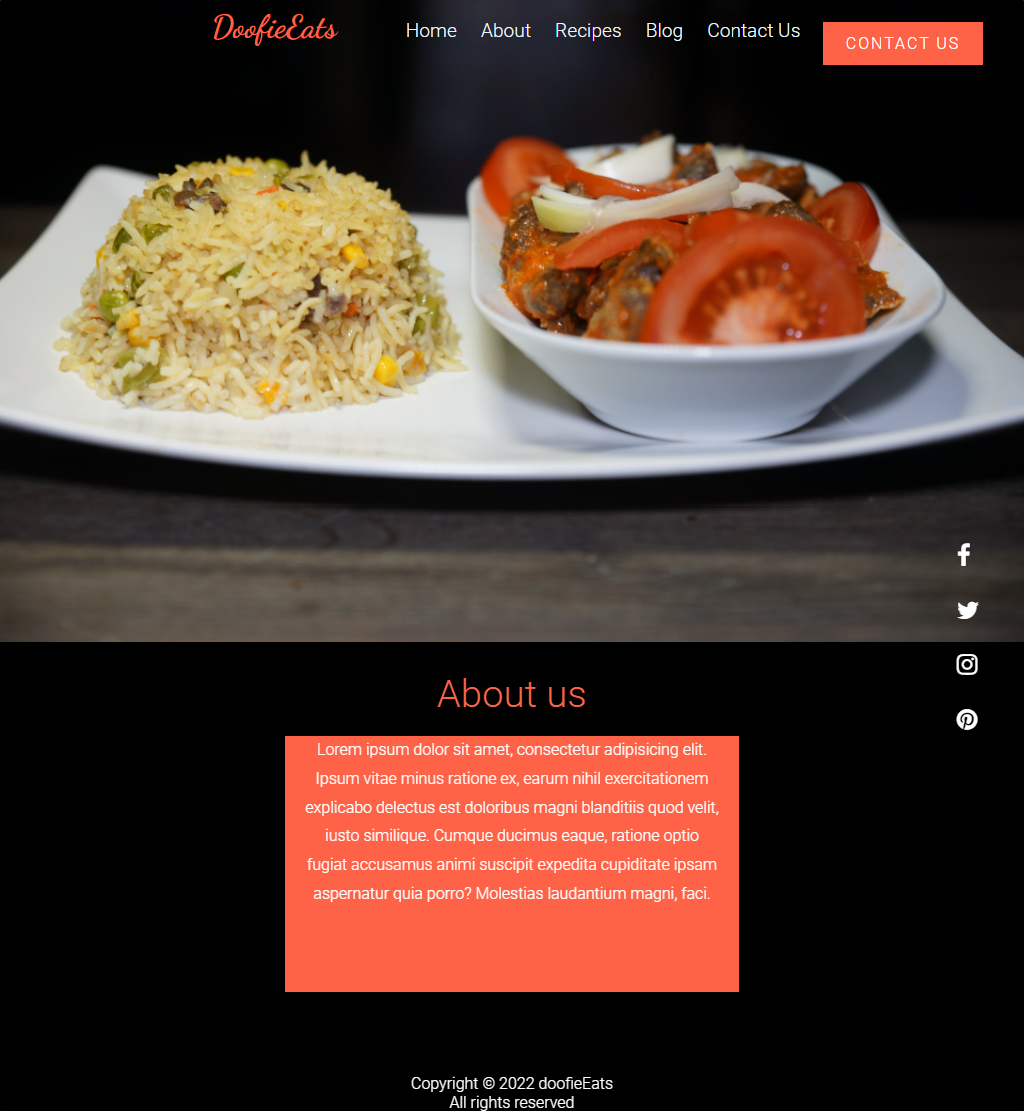 DoofieEats
Home About Recipes Blog Contact Us
CONTACT US
About us
Lorem ipsum dolor sit amet, consectetur adipisicing elit.
Ipsum vitae minus ratione ex, earum nihil exercitationem
explicabo delectus est doloribus magni blanditiis quod velit,
iusto similique. Cumque ducimus eaque, ratione optio
fugiat accusamus animi suscipit expedita cupiditate ipsam
aspernatur quia porro? Molestias laudantium magni, faci.
Copyright © 2022 doofieEats
All rights reserved